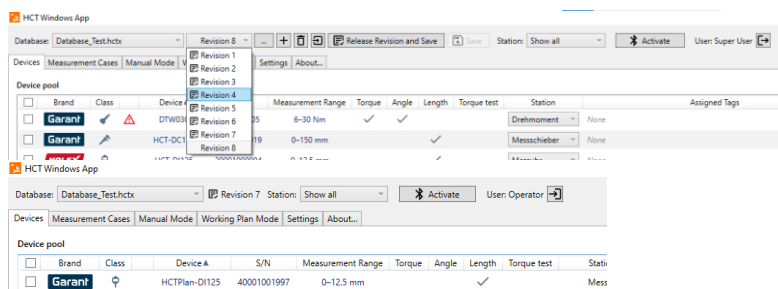 HCT Windows App
Database: Database_Test.hctx Revision 8 ... Release Revision and Save Save Station: Show all Activate User: Super User
Revision 1
Devices Measurement Cases Manual Mode Settings About...
Revision 2
Revision 3
Device pool
Revision 4
Brand Class Device Measurement Range Torque Angle Length Torque test Station Assigned Tags
Revision 5
Garant DTW03 05 6–30 Nm Drehmoment None
Revision 6
Revision 7
Garant HCT-DC1 019 0–150 mm Messschieber None
Revision 8
HCT Windows App
Database: Database_Test.hctx Revision 7 Station: Show all Activate User: Operator
Devices Measurement Cases Manual Mode Working Plan Mode Settings About...
Device pool
Brand Class Device S/N Measurement Range Torque Angle Length Torque test Stati
Garant HCTPlan-DI125 40001001997 0–12.5 mm Mess